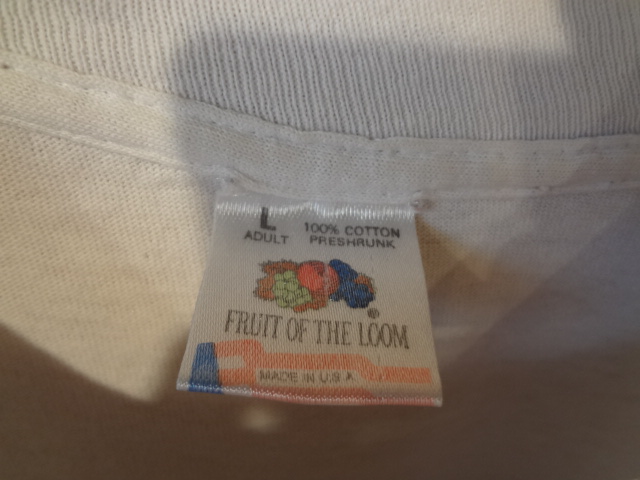 L
ADULT
100% COTTON
PRESHRUNK
®
FRUIT OF THE LOOM
MADE IN U.S.A